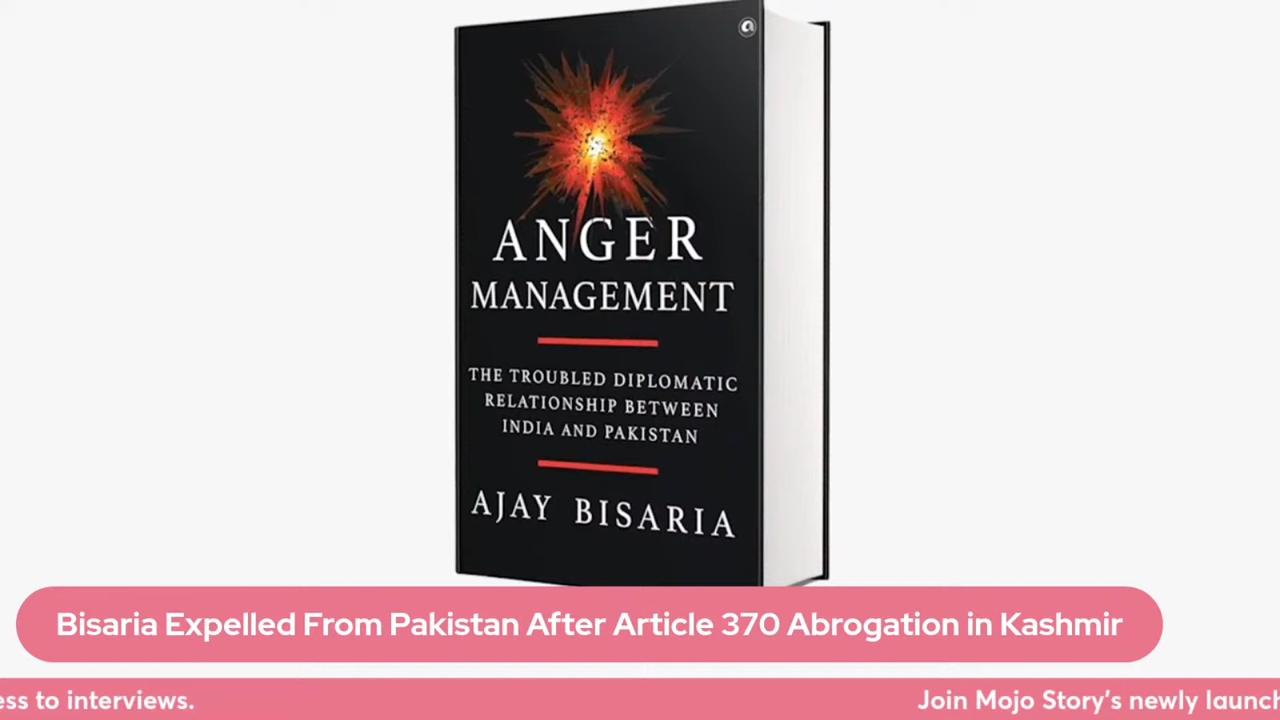 ANGER
MANAGEMENT
THE TROUBLED DIPLOMATIC
RELATIONSHIP BETWEEN
INDIA AND PAKISTAN
AJAY BISARIA
Bisaria Expelled From Pakistan After Article 370 Abrogation in Kashmir
to interviews. Join Mojo Story's newly